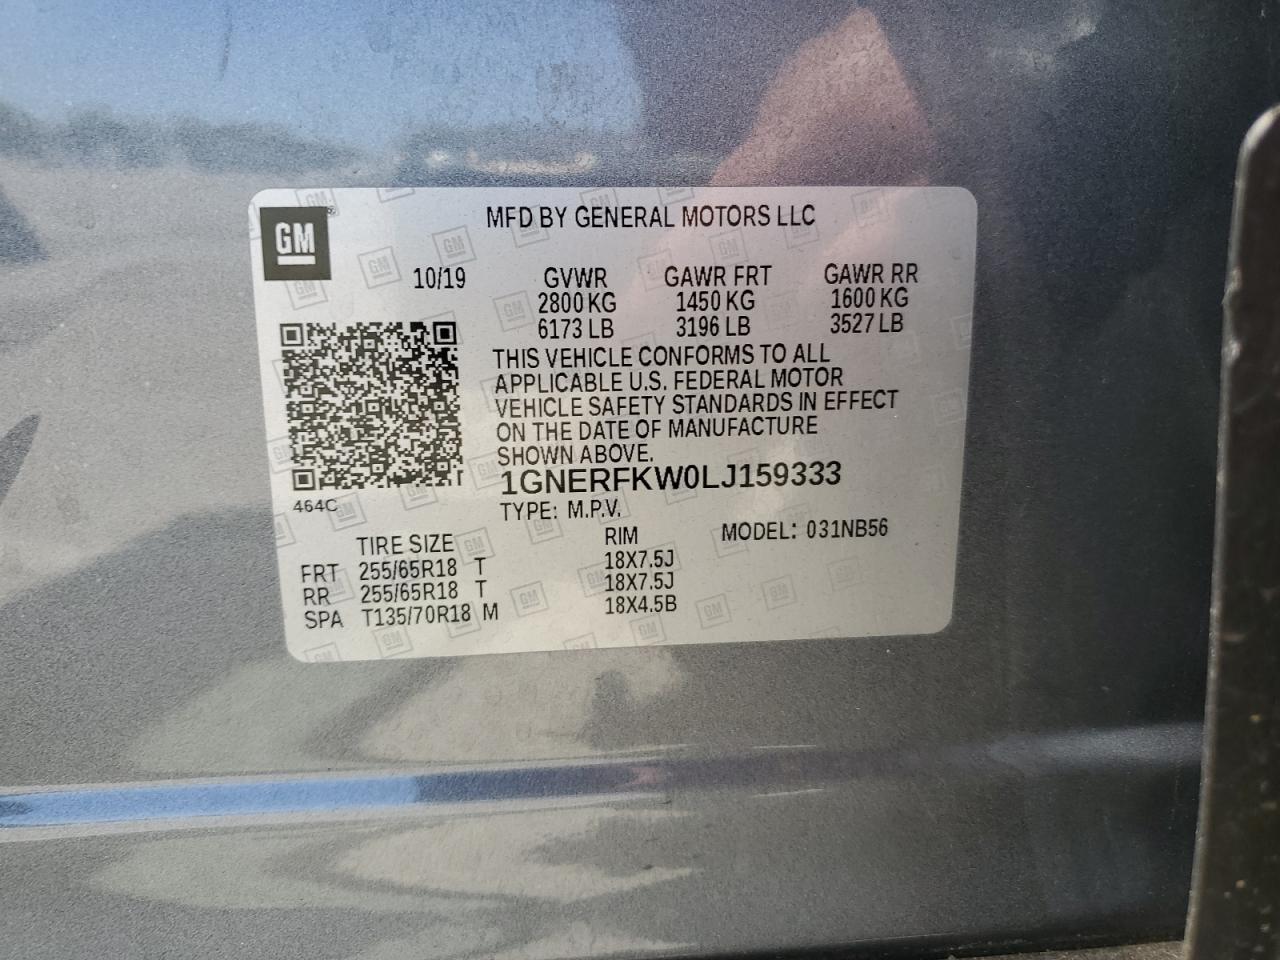 GM®
MFD BY GENERAL MOTORS LLC
10/19 GVWR GAWR FRT GAWR RR
2800 KG 1450 KG 1600 KG
6173 LB 3196 LB 3527 LB
THIS VEHICLE CONFORMS TO ALL
APPLICABLE U.S. FEDERAL MOTOR
VEHICLE SAFETY STANDARDS IN EFFECT
ON THE DATE OF MANUFACTURE
SHOWN ABOVE.
1GNERFKW0LJ159333
464C
TYPE: M.P.V.
TIRE SIZE RIM MODEL: 031NB56
FRT 255/65R18 T 18X7.5J
RR 255/65R18 T 18X7.5J
SPA T135/70R18 M 18X4.5B